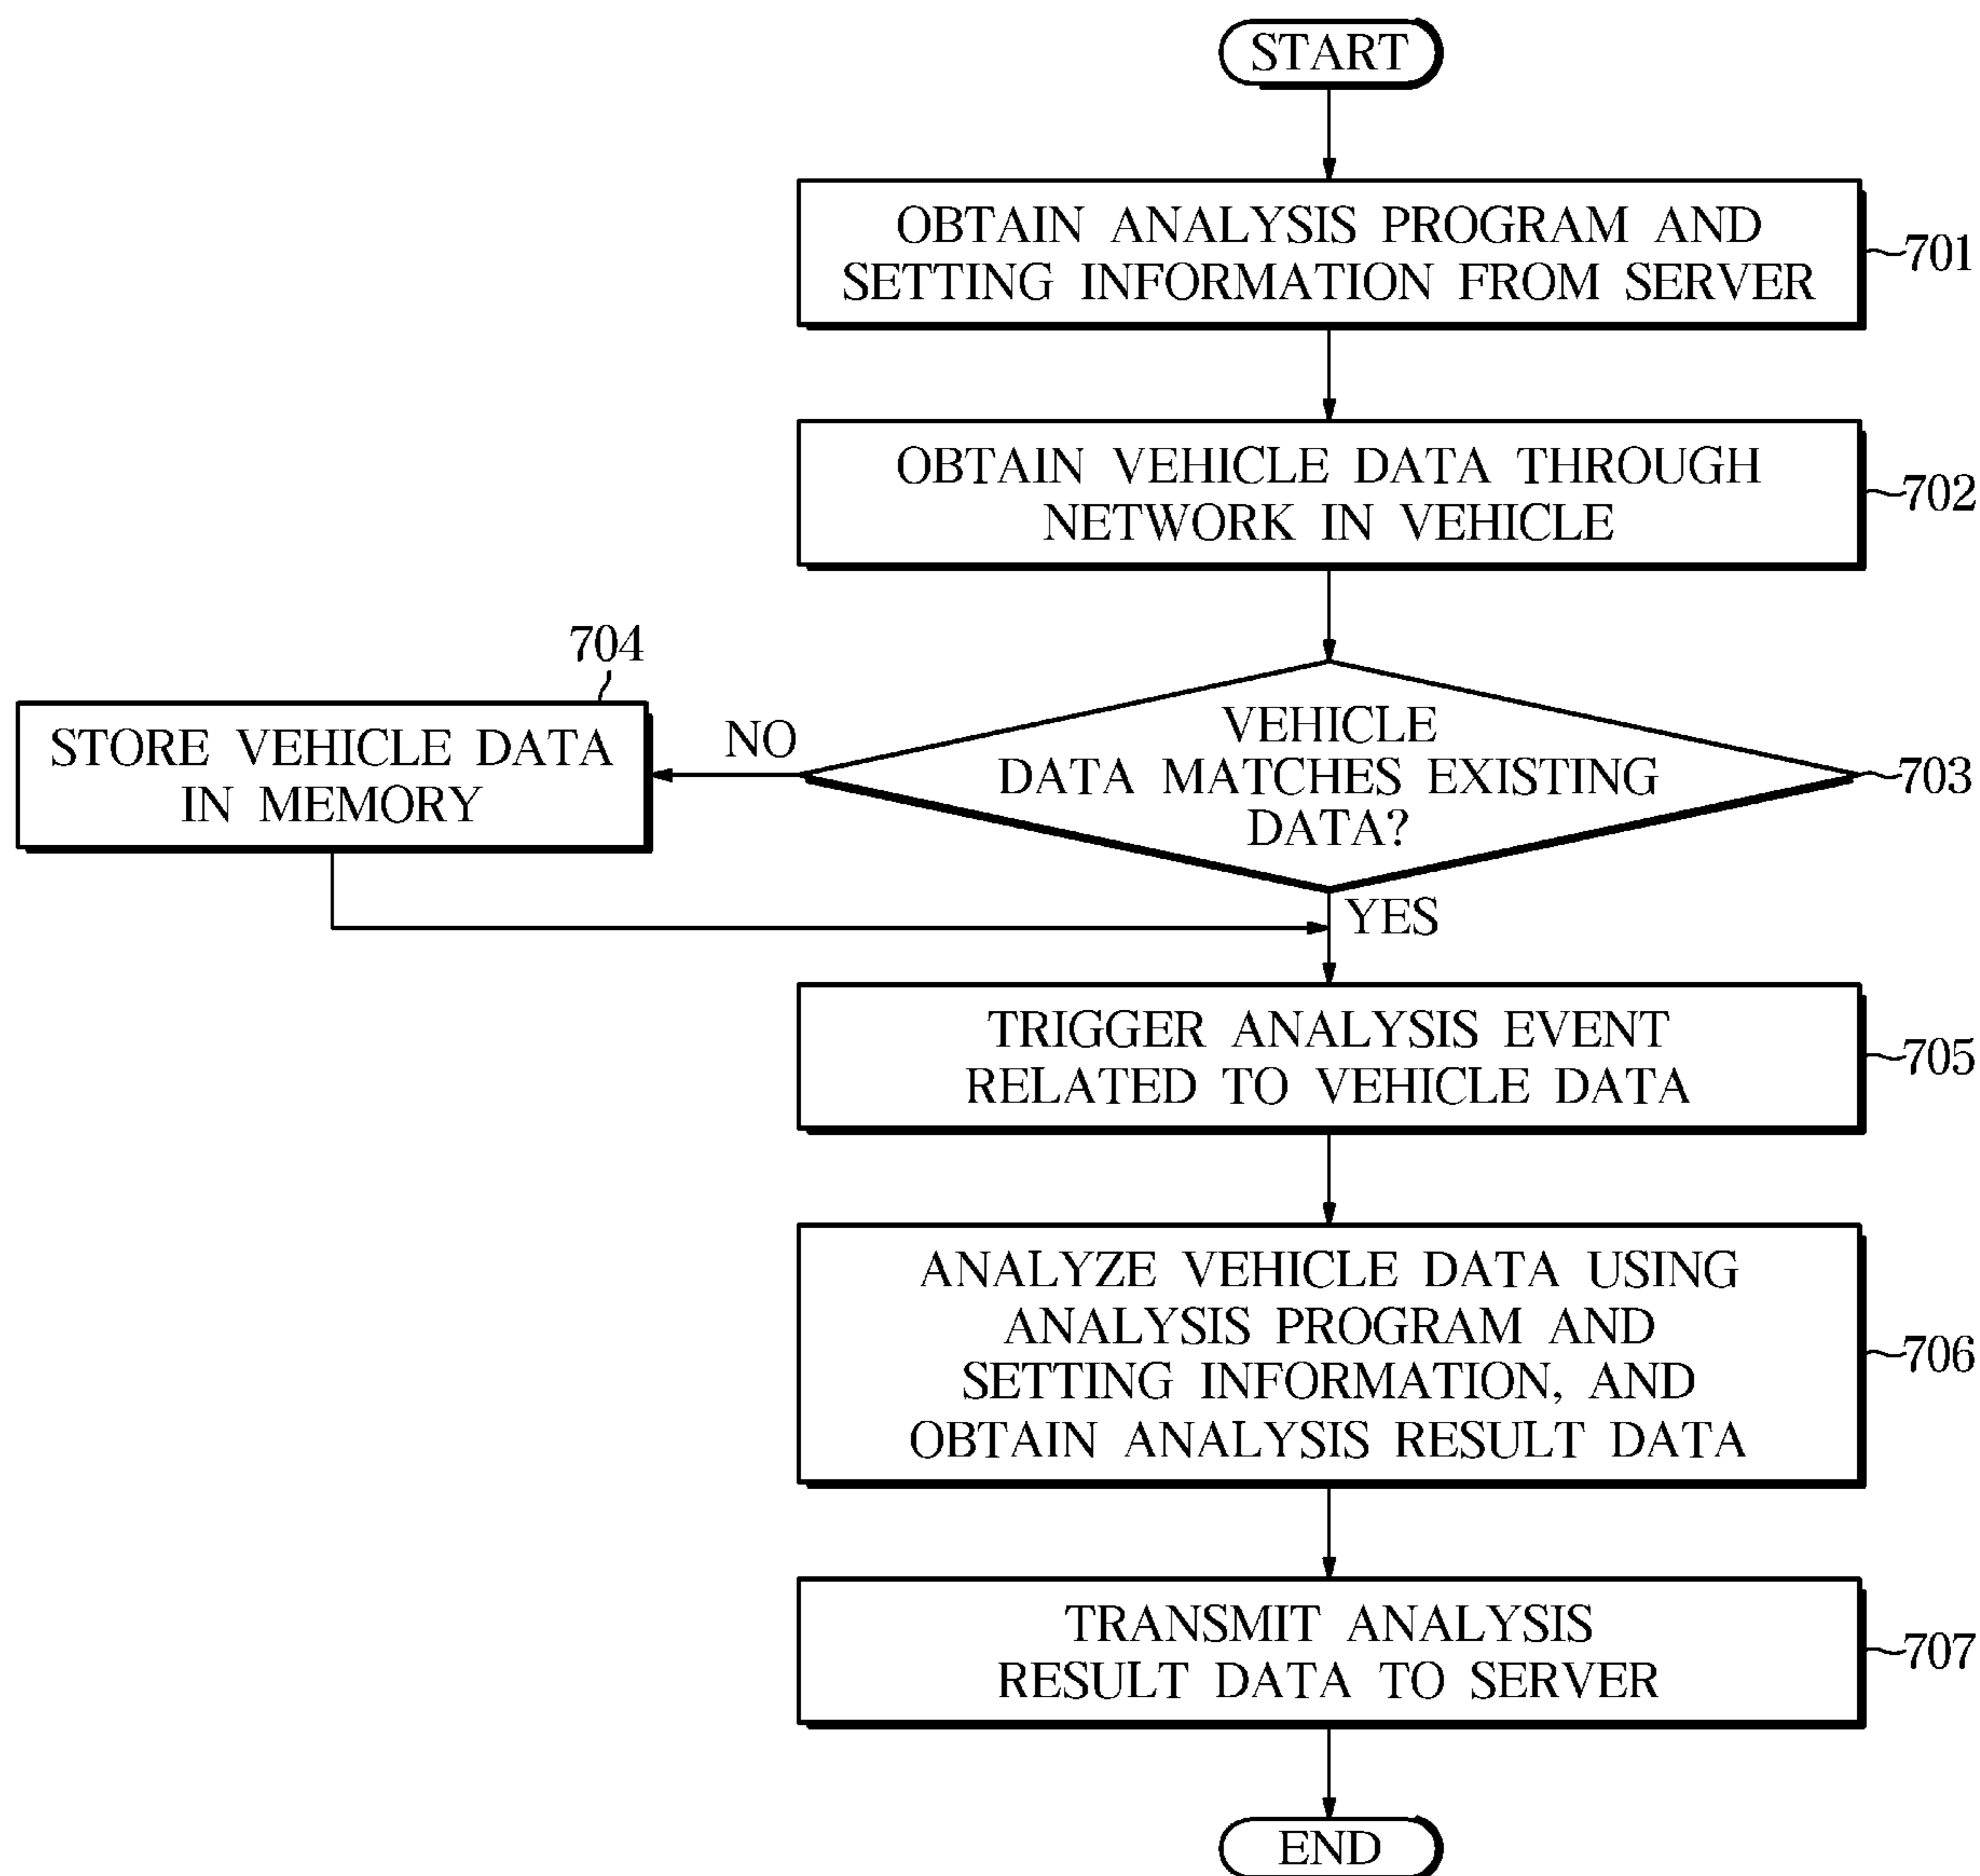 START
OBTAIN ANALYSIS PROGRAM AND
SETTING INFORMATION FROM SERVER
701
OBTAIN VEHICLE DATA THROUGH
NETWORK IN VEHICLE
702
VEHICLE
DATA MATCHES EXISTING
DATA?
703
NO
704
STORE VEHICLE DATA
IN MEMORY
YES
TRIGGER ANALYSIS EVENT
RELATED TO VEHICLE DATA
705
ANALYZE VEHICLE DATA USING
ANALYSIS PROGRAM AND
SETTING INFORMATION, AND
OBTAIN ANALYSIS RESULT DATA
706
TRANSMIT ANALYSIS
RESULT DATA TO SERVER
707
END